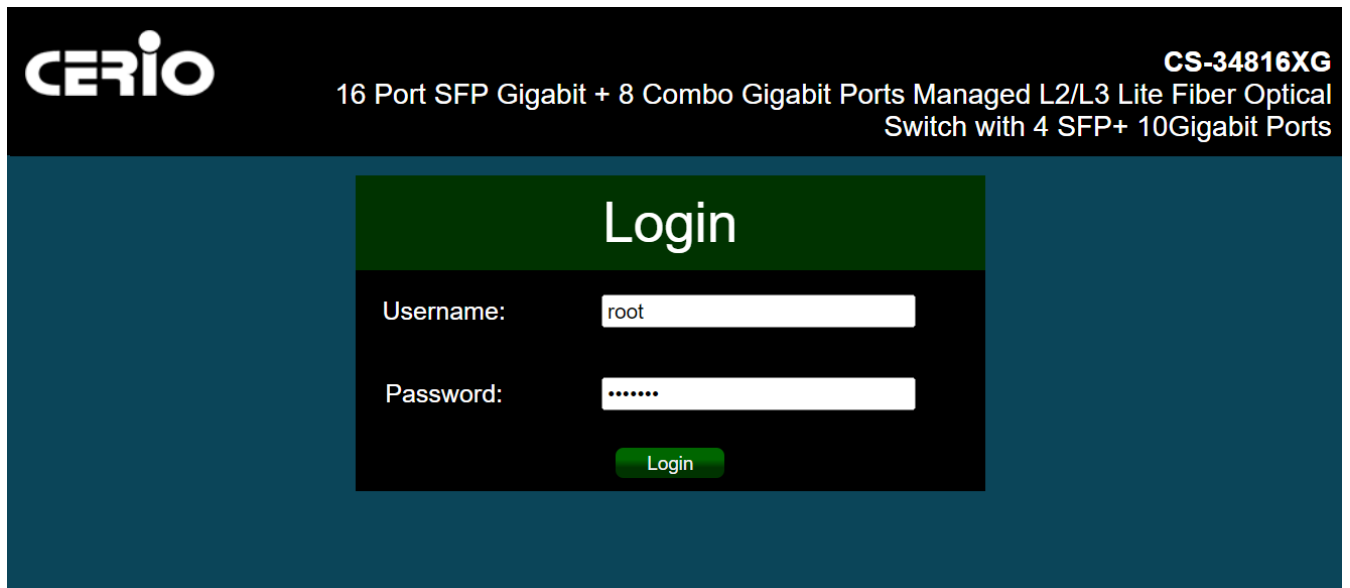 CERIO
CS-34816XG
16 Port SFP Gigabit + 8 Combo Gigabit Ports Managed L2/L3 Lite Fiber Optical
Switch with 4 SFP+ 10Gigabit Ports
Login
Username: root
Password: •••••••
Login